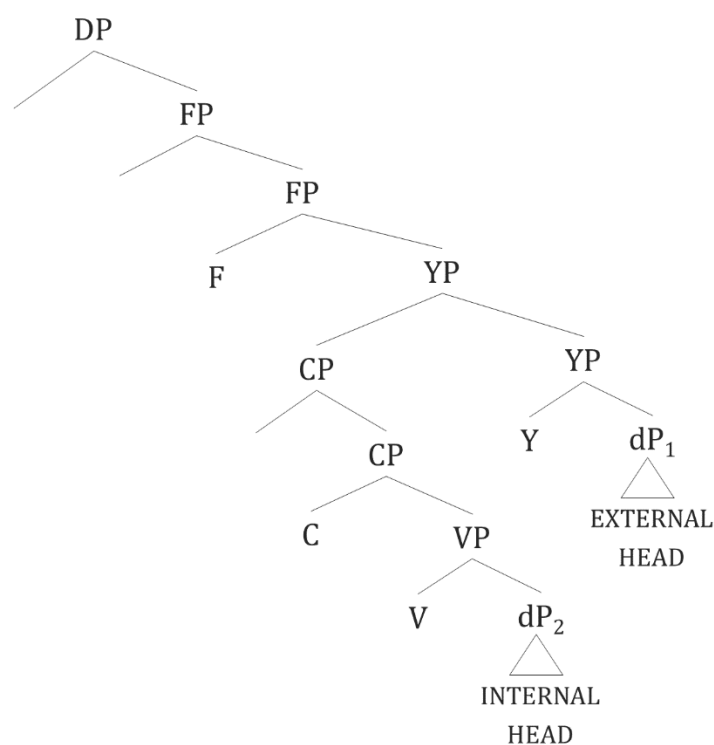 DP
FP
FP
F
YP
CP
YP
Y
dP₁
CP
EXTERNAL
HEAD
C
VP
V
dP₂
INTERNAL
HEAD